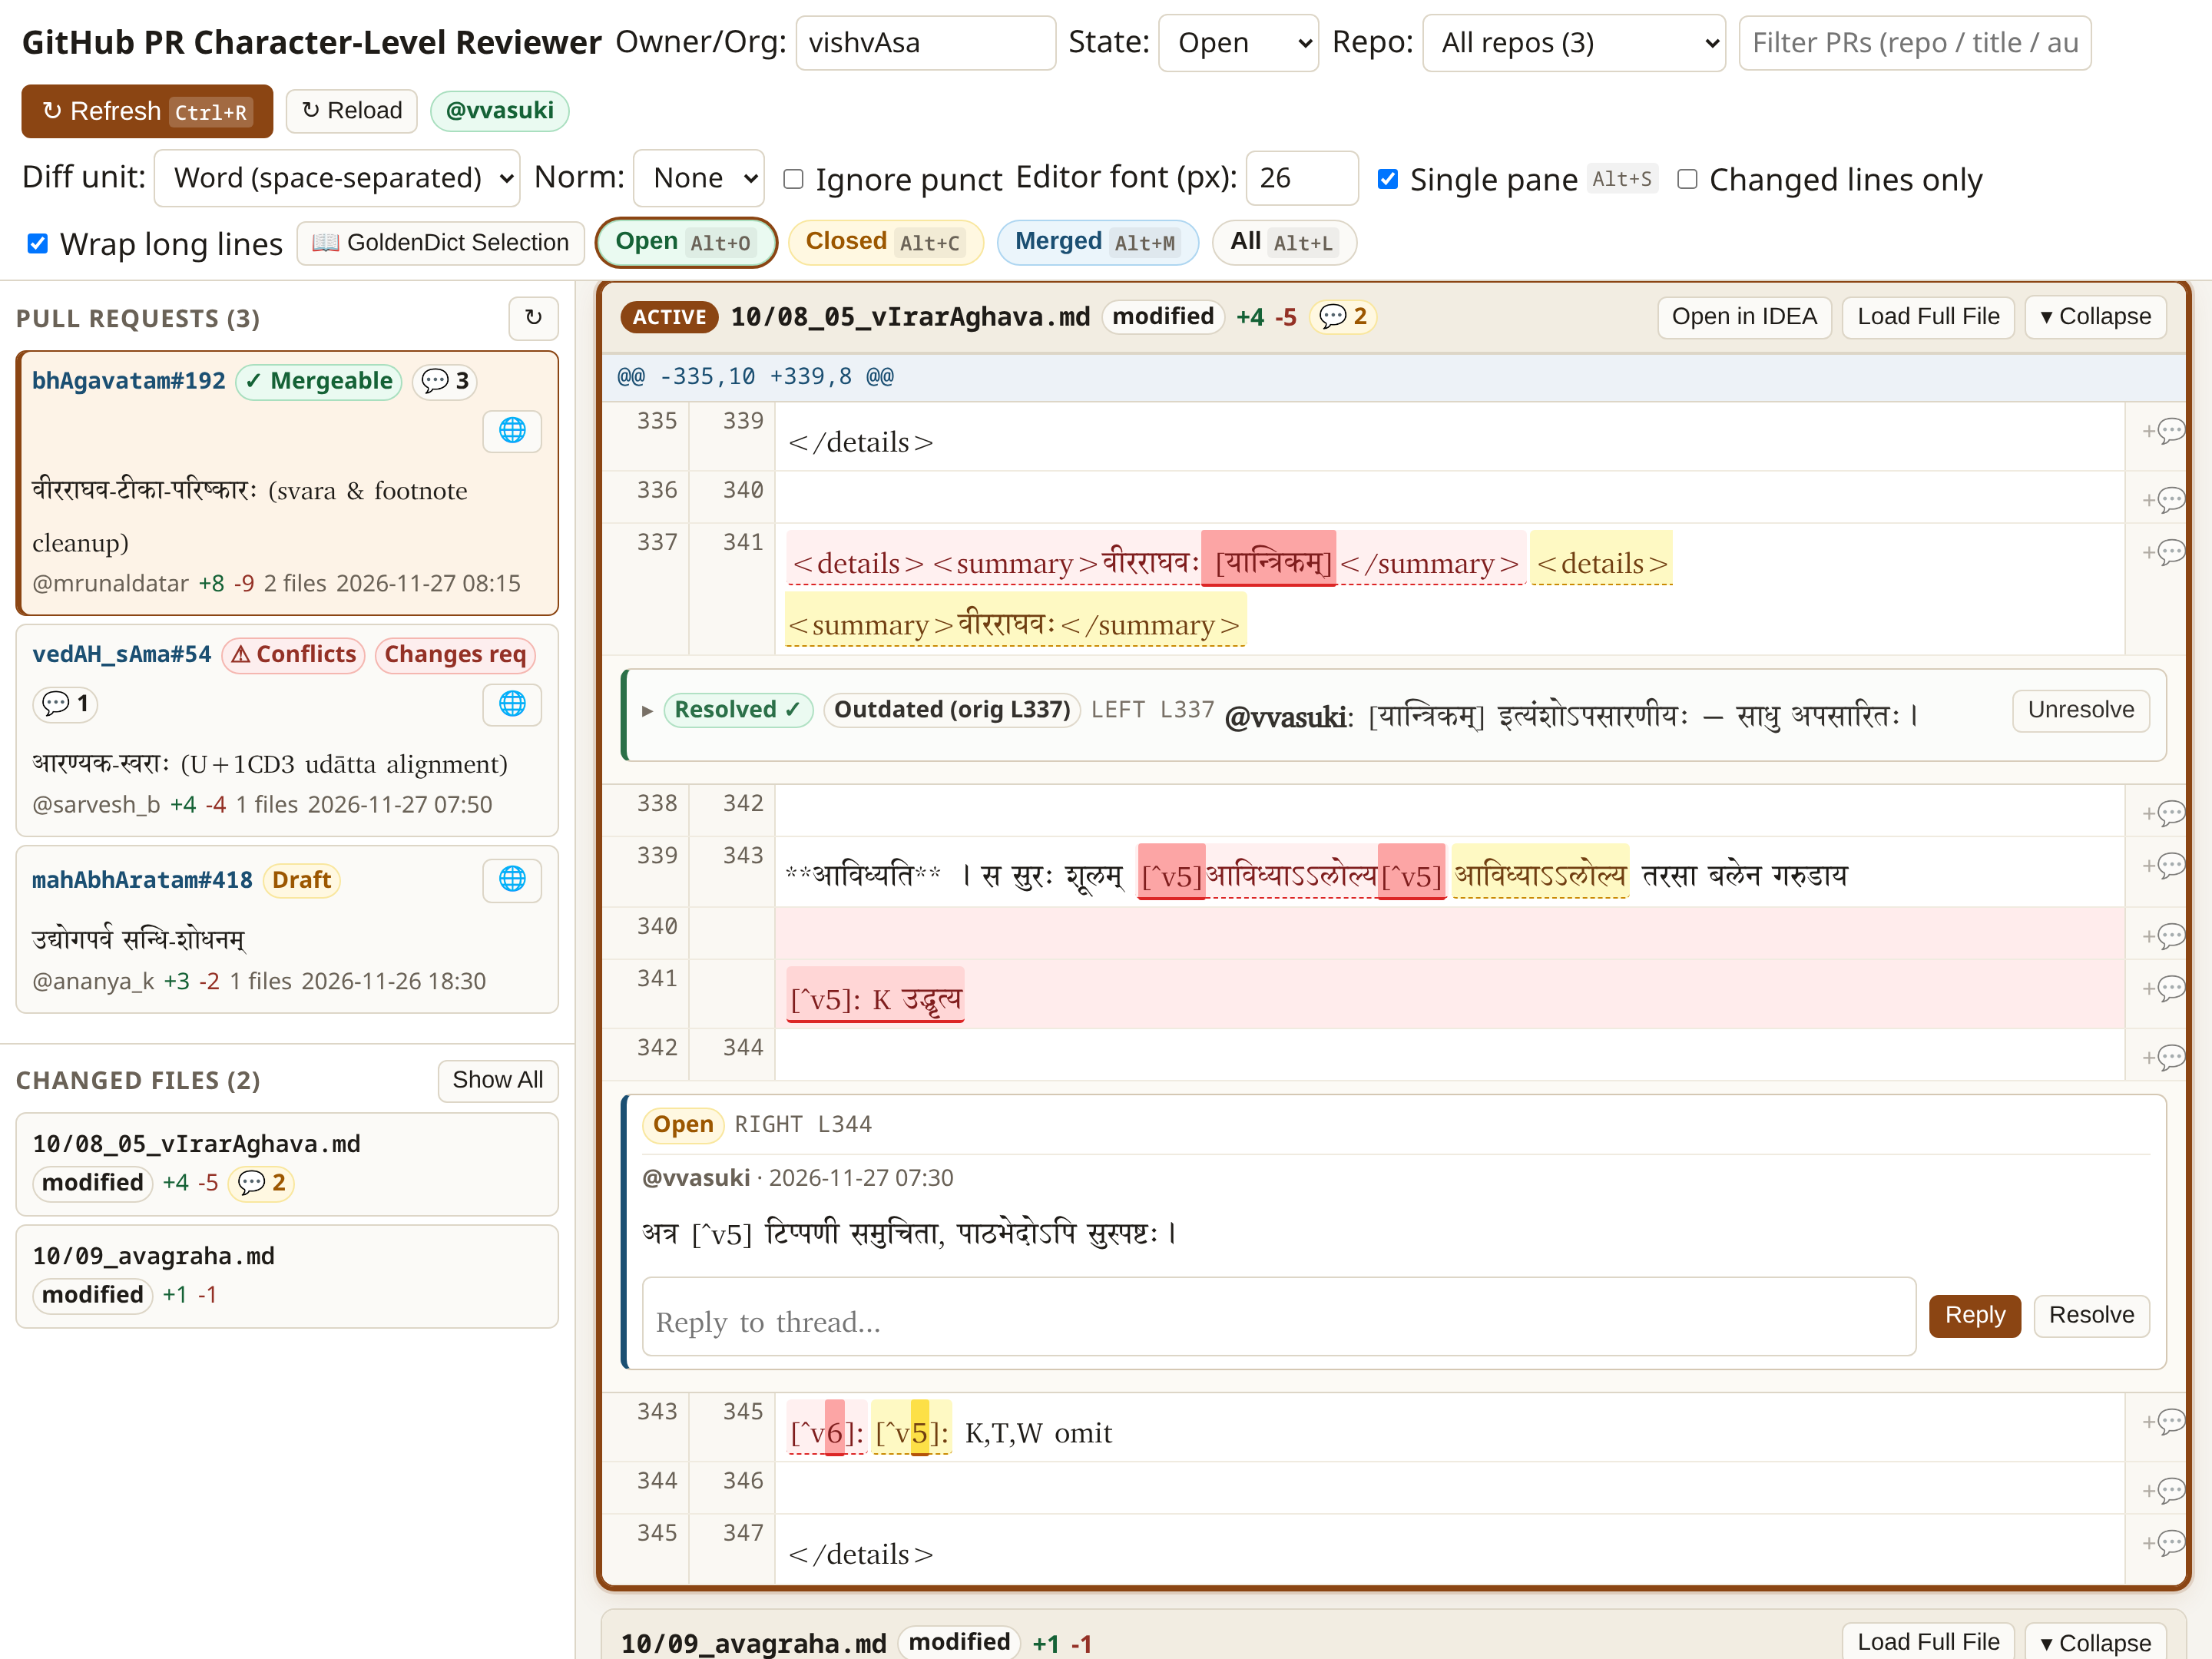 GitHub PR Character-Level Reviewer Owner/Org: vishvAsa State: Open Repo: All repos (3) Filter PRs (repo / title / au
↻ Refresh Ctrl+R ↻ Reload @vvasuki
Diff unit: Word (space-separated) Norm: None Ignore punct Editor font (px): 26 Single pane Alt+S Changed lines only
Wrap long lines 📖 GoldenDict Selection Open Alt+O Closed Alt+C Merged Alt+M All Alt+L
PULL REQUESTS (3) ↻
bhAgavatam#192 ✓ Mergeable 💬 3
🌐
वीरराघव-टीका-परिष्कारः (svara & footnote
cleanup)
@mrunaldatar +8 -9 2 files 2026-11-27 08:15
vedAH_sAma#54 ⚠ Conflicts Changes req
💬 1 🌐
आरण्यक-स्वराः (U+1CD3 udātta alignment)
@sarvesh_b +4 -4 1 files 2026-11-27 07:50
mahAbhAratam#418 Draft 🌐
उद्योगपर्व सन्धि-शोधनम्
@ananya_k +3 -2 1 files 2026-11-26 18:30
CHANGED FILES (2) Show All
10/08_05_vIrarAghava.md
modified +4 -5 💬 2
10/09_avagraha.md
modified +1 -1
ACTIVE 10/08_05_vIrarAghava.md modified +4 -5 💬 2 Open in IDEA Load Full File ▾ Collapse
@@ -335,10 +339,8 @@
335 339 </details> +💬
336 340 +💬
337 341 <details><summary>वीरराघवः [यान्त्रिकम्]</summary> <details> +💬
<summary>वीरराघवः</summary>
▸ Resolved ✓ Outdated (orig L337) LEFT L337 @vvasuki: [यान्त्रिकम्] इत्यंशोऽपसारणीयः — साधु अपसारितः। Unresolve
338 342 +💬
339 343 **आविध्यति** । स सुरः शूलम् [^v5]आविध्याऽऽलोल्य[^v5] आविध्याऽऽलोल्य तरसा बलेन गरुडाय +💬
340 +💬
341 [^v5]: K उद्धृत्य +💬
342 344 +💬
Open RIGHT L344
@vvasuki · 2026-11-27 07:30
अत्र [^v5] टिप्पणी समुचिता, पाठभेदोऽपि सुस्पष्टः।
Reply to thread... Reply Resolve
343 345 [^v6]: [^v5]: K,T,W omit +💬
344 346 +💬
345 347 </details> +💬
10/09_avagraha.md modified +1 -1 Load Full File ▾ Collapse